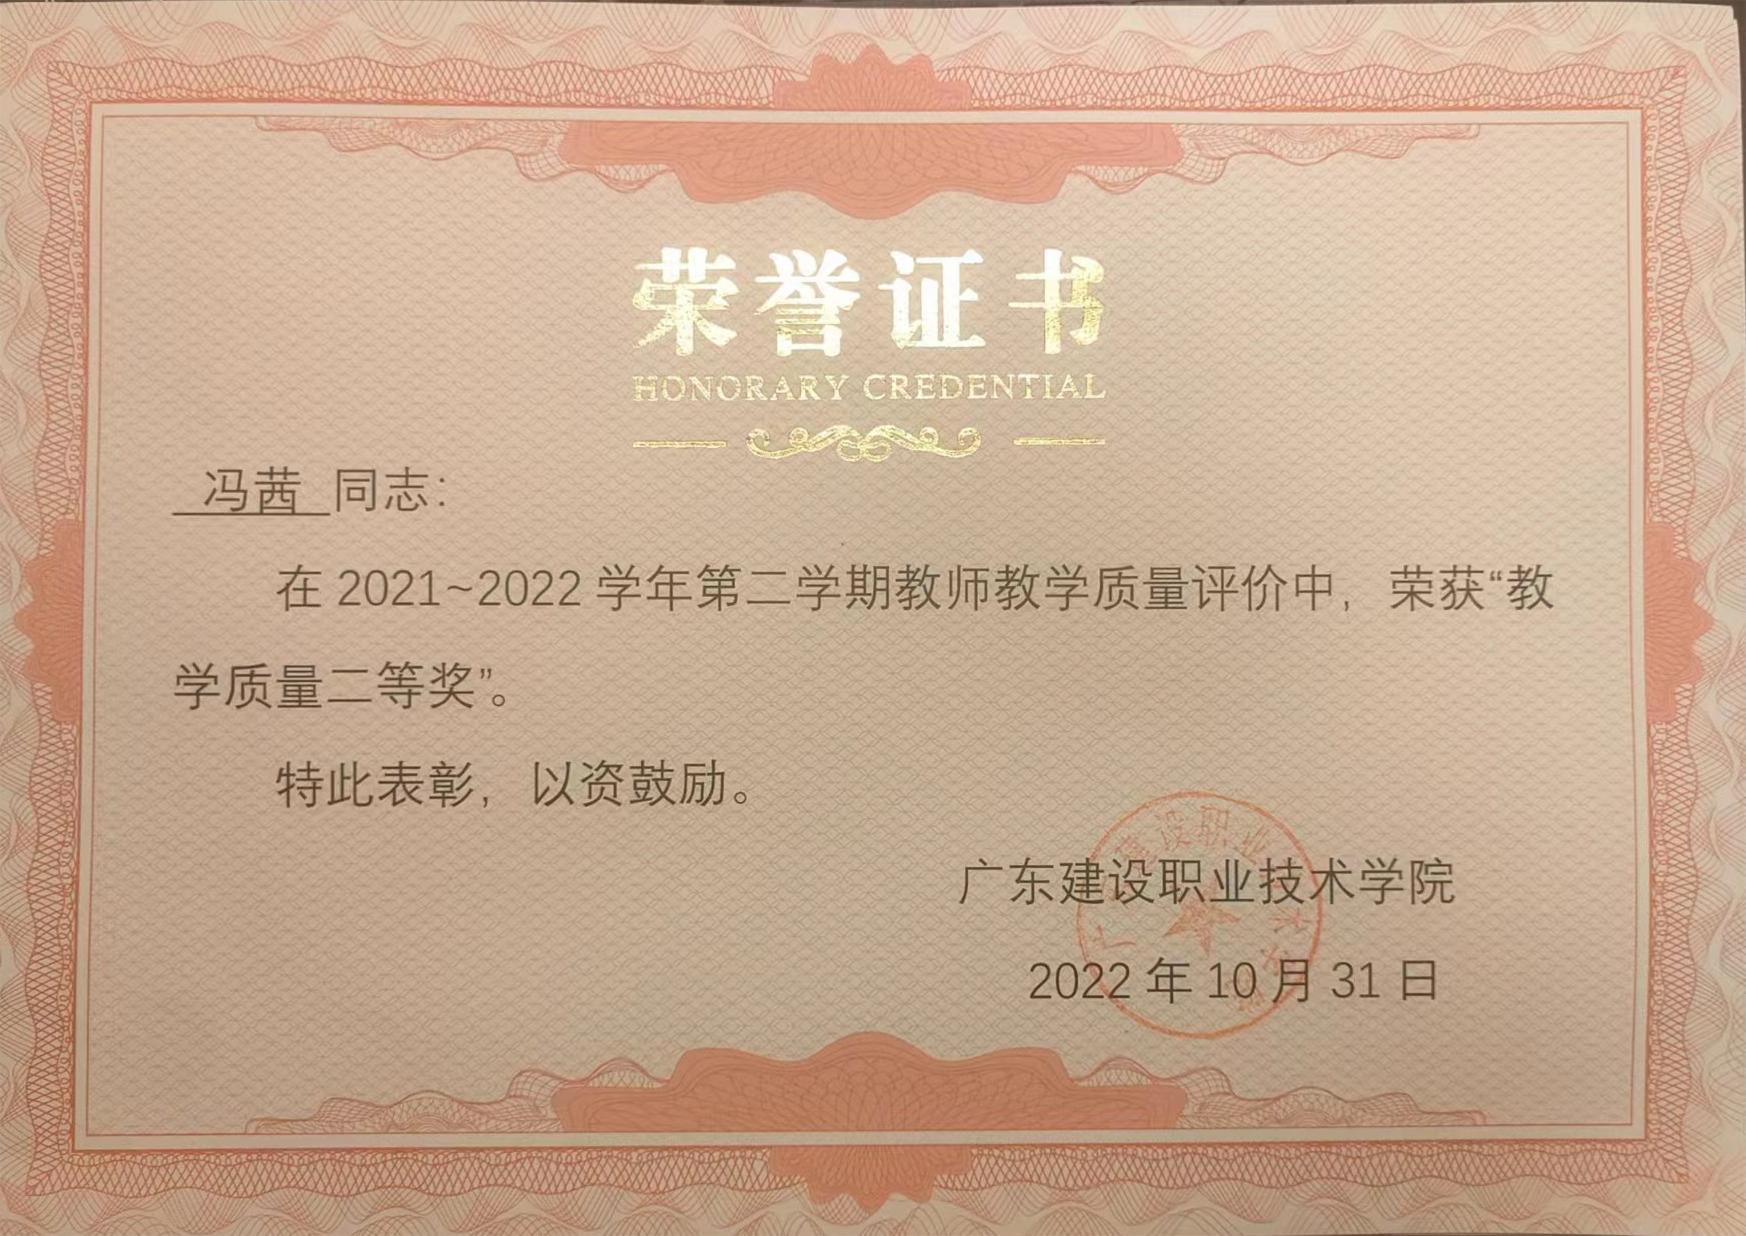 荣誉证书
HONORARY CREDENTIAL
冯茜 同志：
在 2021~2022 学年第二学期教师教学质量评价中，荣获“教
学质量二等奖”。
特此表彰，以资鼓励。
广东建设职业技术学院
2022 年 10 月 31 日